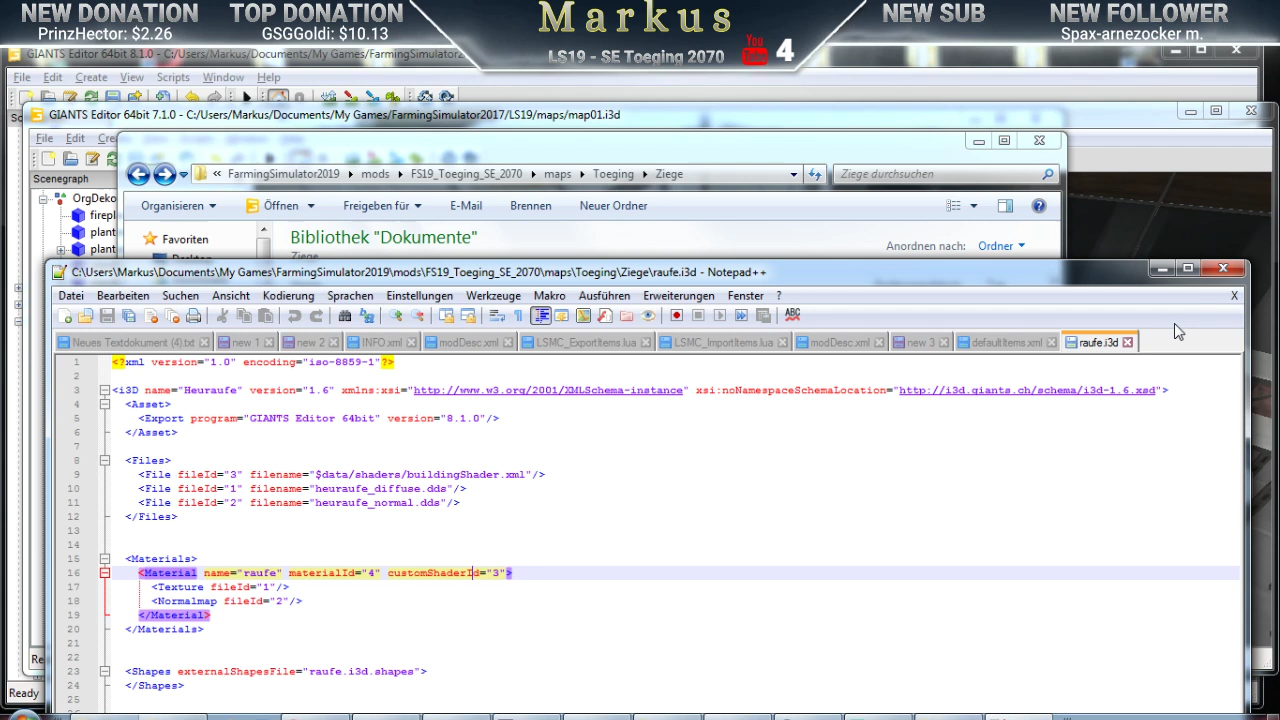 NEW DONATION
PrinzHector: $2.26
TOP DONATION
GSGGoldi: $10.13
Markus
LS19 - SE Toeging 2070
You
4
NEW SUB
NEW FOLLOWER
Spax-arnezocker m.
GIANTS Editor 64bit 8.1.0 - C:/Users/Markus/Documents/My Games/FarmingSimulator2
File Edit Create View Scripts Window Help
GIANTS Editor 64bit 7.1.0 - C:/Users/Markus/Documents/My Games/FarmingSimulator2017/LS19/maps/map01.i3d
File Edit
Scenegraph
OrgDeko
firepl
plant
plant
« FarmingSimulator2019 mods FS19_Toeging_SE_2070 maps Toeging Ziege
Ziege durchsuchen
Organisieren Öffnen Freigeben für E-Mail Brennen Neuer Ordner
Favoriten
Bibliothek "Dokumente"
Anordnen nach: Ordner
C:\Users\Markus\Documents\My Games\FarmingSimulator2019\mods\FS19_Toeging_SE_2070\maps\Toeging\Ziege\raufe.i3d - Notepad++
Datei Bearbeiten Suchen Ansicht Kodierung Sprachen Einstellungen Werkzeuge Makro Ausführen Erweiterungen Fenster ? X
Neues Textdokument (4).txt new 1 new 2 INFO.xml modDesc.xml LSMC_ExportItems.lua LSMC_ImportItems.lua modDesc.xml new 3 defaultItems.xml raufe.i3d
1 <?xml version="1.0" encoding="iso-8859-1"?>
2
3 <i3D name="Heuraufe" version="1.6" xmlns:xsi="http://www.w3.org/2001/XMLSchema-instance" xsi:noNamespaceSchemaLocation="http://i3d.giants.ch/schema/i3d-1.6.xsd">
4 <Asset>
5 <Export program="GIANTS Editor 64bit" version="8.1.0"/>
6 </Asset>
7
8 <Files>
9 <File fileId="3" filename="$data/shaders/buildingShader.xml"/>
10 <File fileId="1" filename="heuraufe_diffuse.dds"/>
11 <File fileId="2" filename="heuraufe_normal.dds"/>
12 </Files>
13
14
15 <Materials>
16 <Material name="raufe" materialId="4" customShaderId="3">
17 <Texture fileId="1"/>
18 <Normalmap fileId="2"/>
19 </Material>
20 </Materials>
21
22
23 <Shapes externalShapesFile="raufe.i3d.shapes">
24 </Shapes>
25
Ready